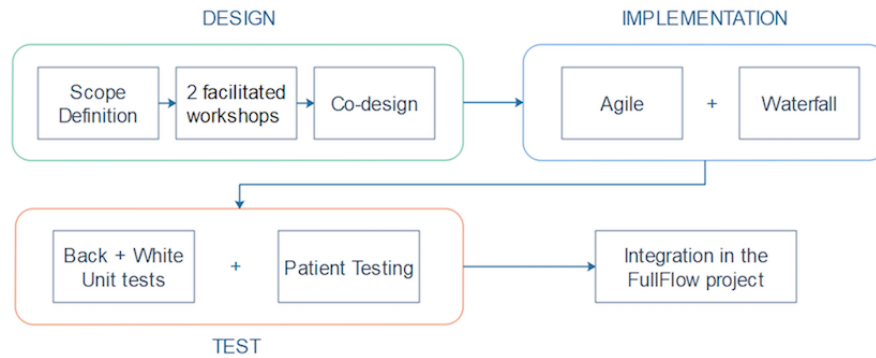 DESIGN
IMPLEMENTATION
Scope
Definition
2 facilitated
workshops
Co-design
Agile
+
Waterfall
Back + White
Unit tests
+
Patient Testing
Integration in the
FullFlow project
TEST